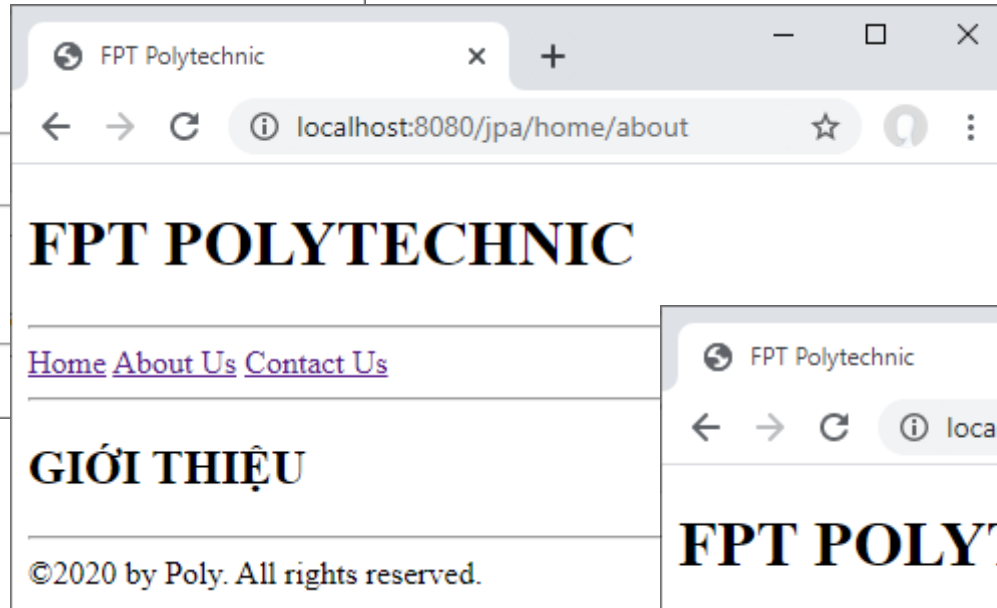 FPT Polytechnic
localhost:8080/jpa/home/about
FPT POLYTECHNIC
Home About Us Contact Us
GIỚI THIỆU
©2020 by Poly. All rights reserved.
FPT Polytechnic
loca
FPT POLY